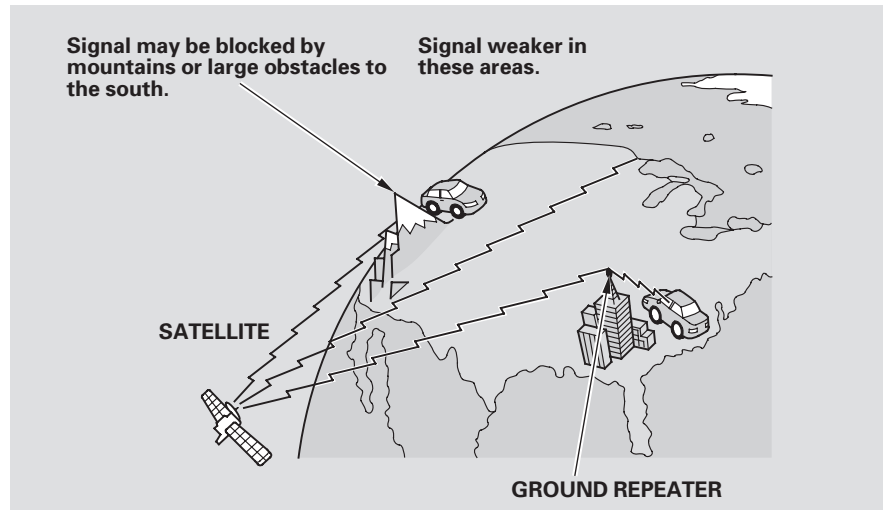 Signal may be blocked by
mountains or large obstacles to
the south.
Signal weaker in
these areas.
SATELLITE
GROUND REPEATER